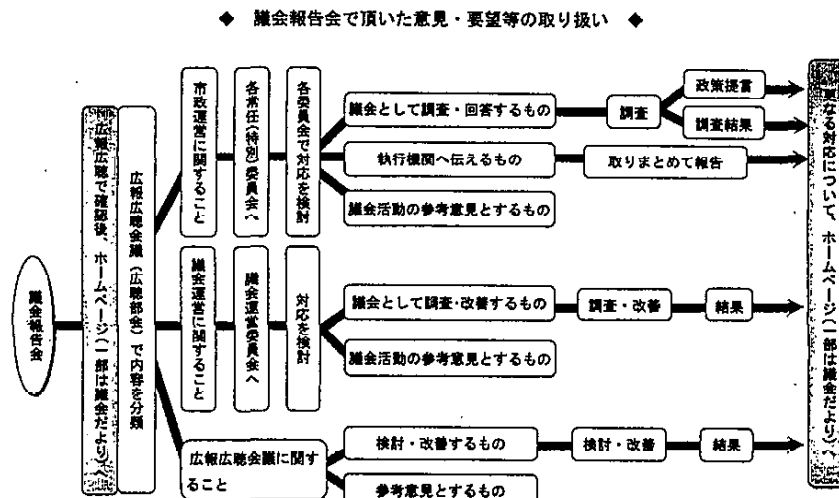 ◆ 議会報告会で頂いた意見・要望等の取り扱い ◆
議会報告会
広報広聴で確認後、ホームページ(一部は議会だより)へ
広報広聴会議(広聴部会)で内容を分類
市政運営に関すること
各常任(特別)委員会へ
各委員会で対応を検討
議会として調査・回答するもの
調査
政策提言
調査結果
執行機関へ伝えるもの
取りまとめて報告
議会活動の参考意見とするもの
議会運営に関すること
議会運営委員会へ
対応を検討
議会として調査・改善するもの
調査・改善
結果
議会活動の参考意見とするもの
広報広聴会議に関す
ること
検討・改善するもの
検討・改善
結果
参考意見とするもの
更なる対応について、ホームページ(一部は議会だより)へ